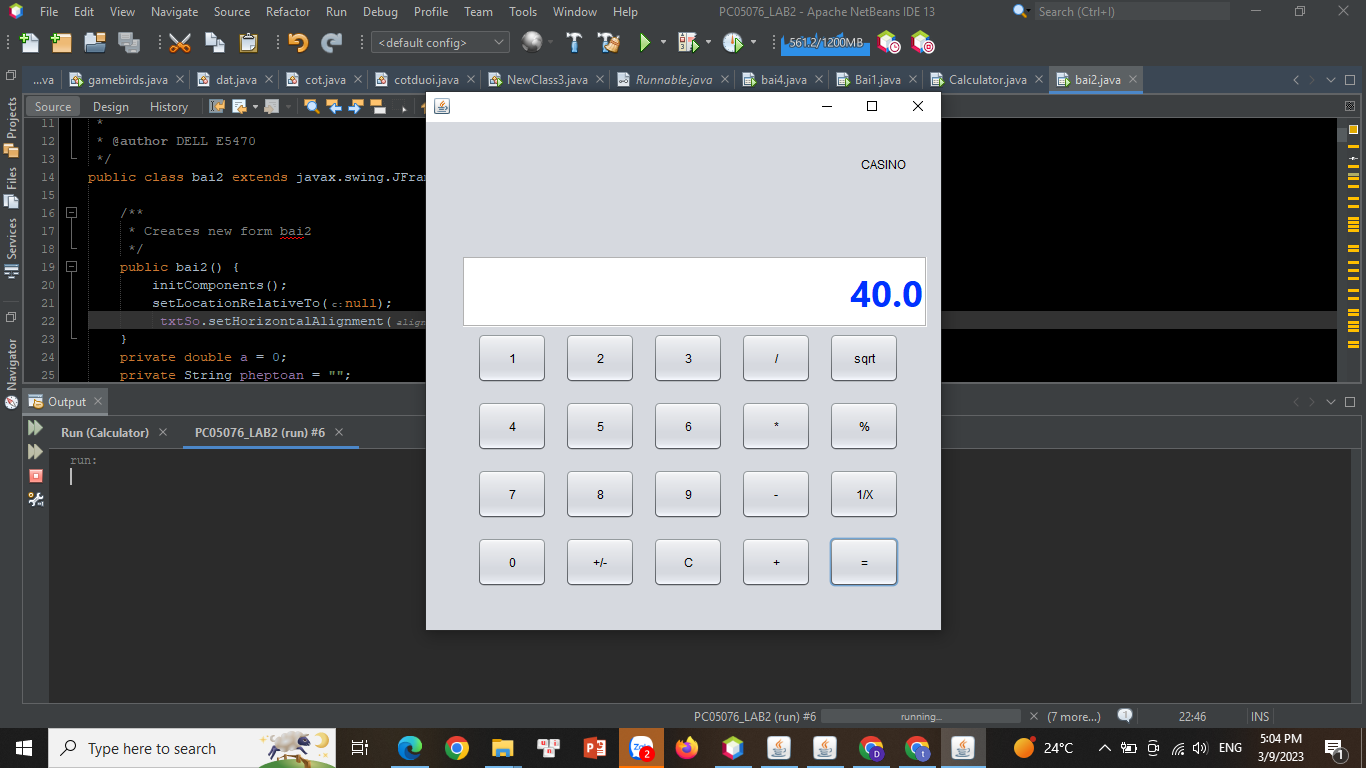 File Edit View Navigate Source Refactor Run Debug Profile Team Tools Window Help
PC05076_LAB2 - Apache NetBeans IDE 13
Search (Ctrl+I)
<default config>
561.2/1200MB
...va gamebirds.java dat.java cot.java cotduoi.java NewClass3.java Runnable.java bai4.java Bai1.java Calculator.java bai2.java
Source Design History
Projects
Files
Services
Navigator
11 *
12 * @author DELL E5470
13 */
14 public class bai2 extends javax.swing.JFra
15
16 /**
17 * Creates new form bai2
18 */
19 public bai2() {
20 initComponents();
21 setLocationRelativeTo(c:null);
22 txtSo.setHorizontalAlignment(align
23 }
24 private double a = 0;
25 private String pheptoan = "";
CASINO
40.0
1 2 3 / sqrt
4 5 6 * %
7 8 9 - 1/X
0 +/- C + =
Output
Run (Calculator) PC05076_LAB2 (run) #6
run:
PC05076_LAB2 (run) #6 running... (7 more...) 1 22:46 INS
Type here to search
Zalo 2
D
t
24°C
ENG
5:04 PM
3/9/2023
1